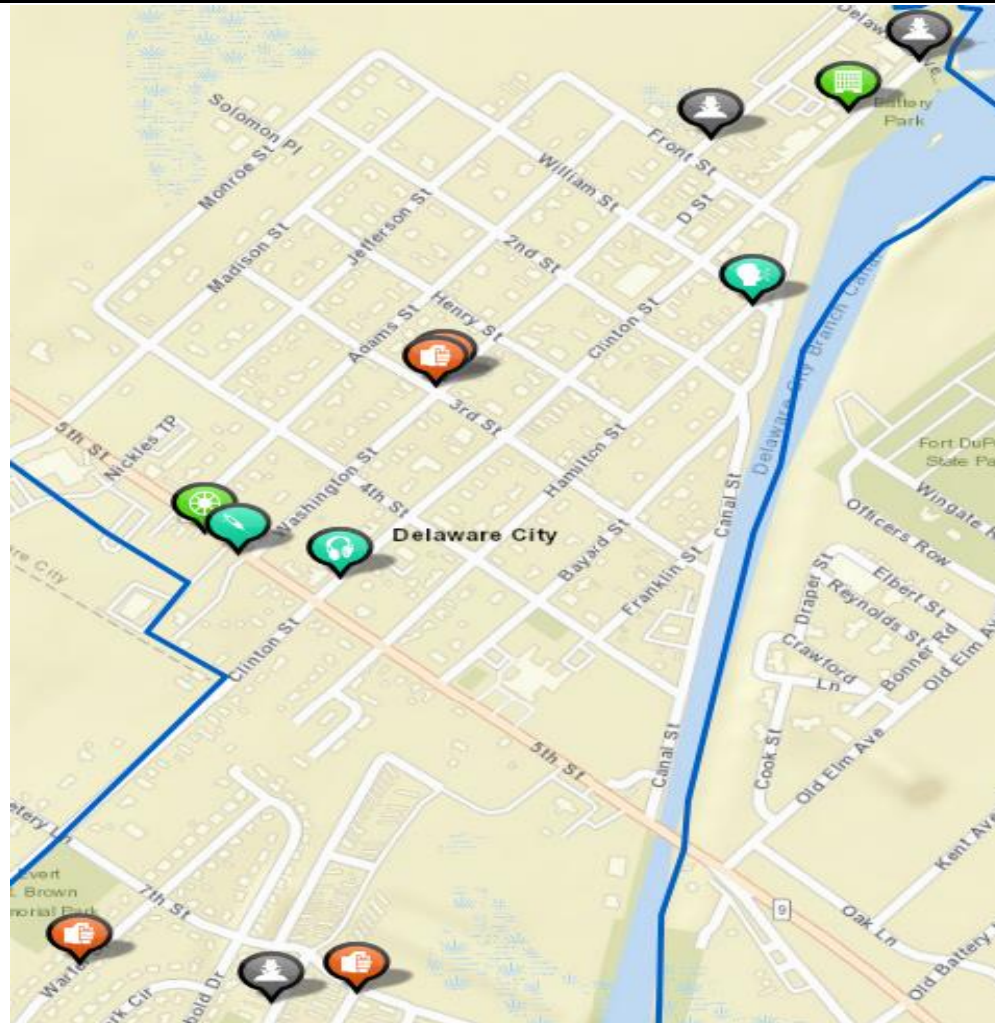 Battery
Park
Solomon Pl
Front St
William St
Monroe St
D St
Jefferson St
Madison St
2nd St
Henry St
Adams St
Clinton St
Delaware City Branch Canal
3rd St
5th St
Nickles TP
Hamilton St
4th St
Washington St
Canal St
Fort
State
Wingate
Officers Row
Delaware City
City
Bayard St
Franklin St
Draper St
Elbert St
Reynolds St
Bonner Rd
Crawford
Ln
Old Elm
Clinton St
Canal St
5th St
Cook St
Old Elm Ave
Kent Ave
Brown
Park
7th St
9
Oak Ln
Old Battery
Cir
Dr